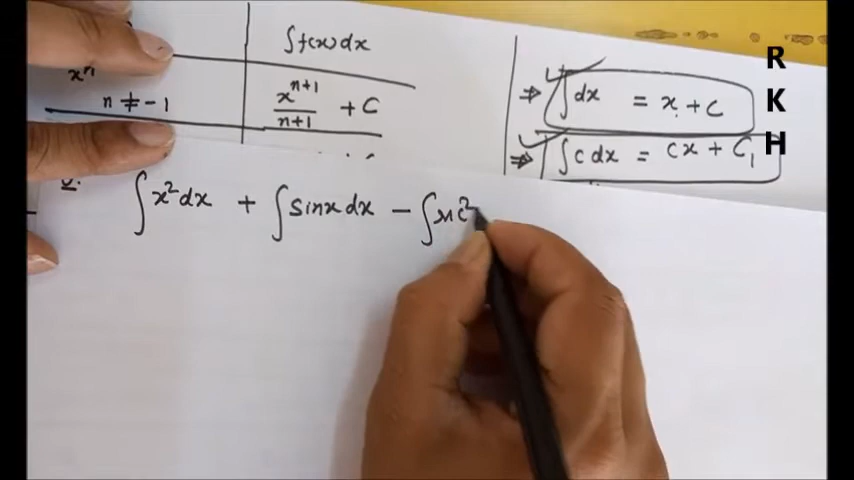 ∫f(x)dx
xⁿ
n ≠ -1
xⁿ⁺¹/n+1 + C
⇒ ∫dx = x + C
⇒ ∫C dx = Cx + C₁
R
K
H
∫x²dx + ∫sinx dx - ∫